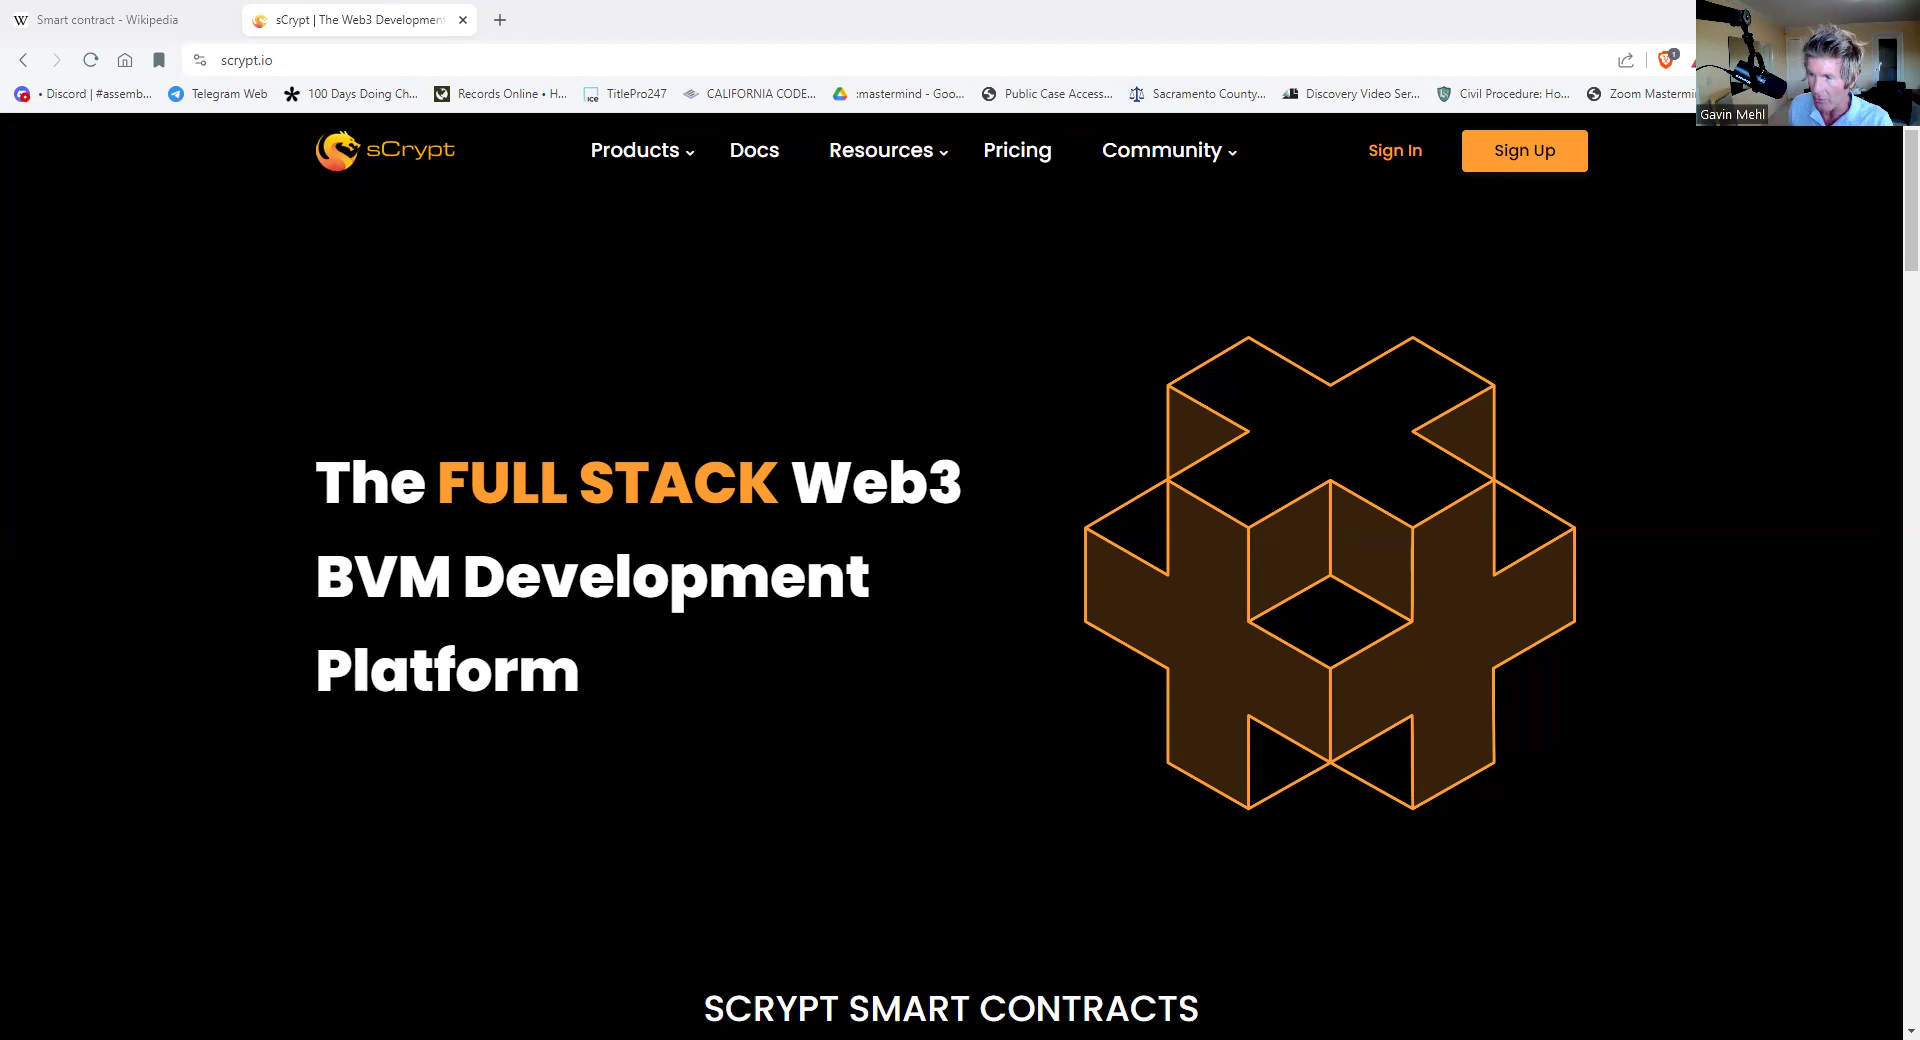 W Smart contract - Wikipedia
sCrypt | The Web3 Development
scrypt.io
1
• Discord | #assemb...
Telegram Web
100 Days Doing Ch...
Records Online • H...
ice
TitlePro247
CALIFORNIA CODE...
:mastermind - Goo...
Public Case Access...
Sacramento County...
Discovery Video Ser...
Civil Procedure: Ho...
Zoom Mastermi
Gavin Mehl
sCrypt
Products
Docs
Resources
Pricing
Community
Sign In
Sign Up
The FULL STACK Web3
BVM Development
Platform
SCRYPT SMART CONTRACTS